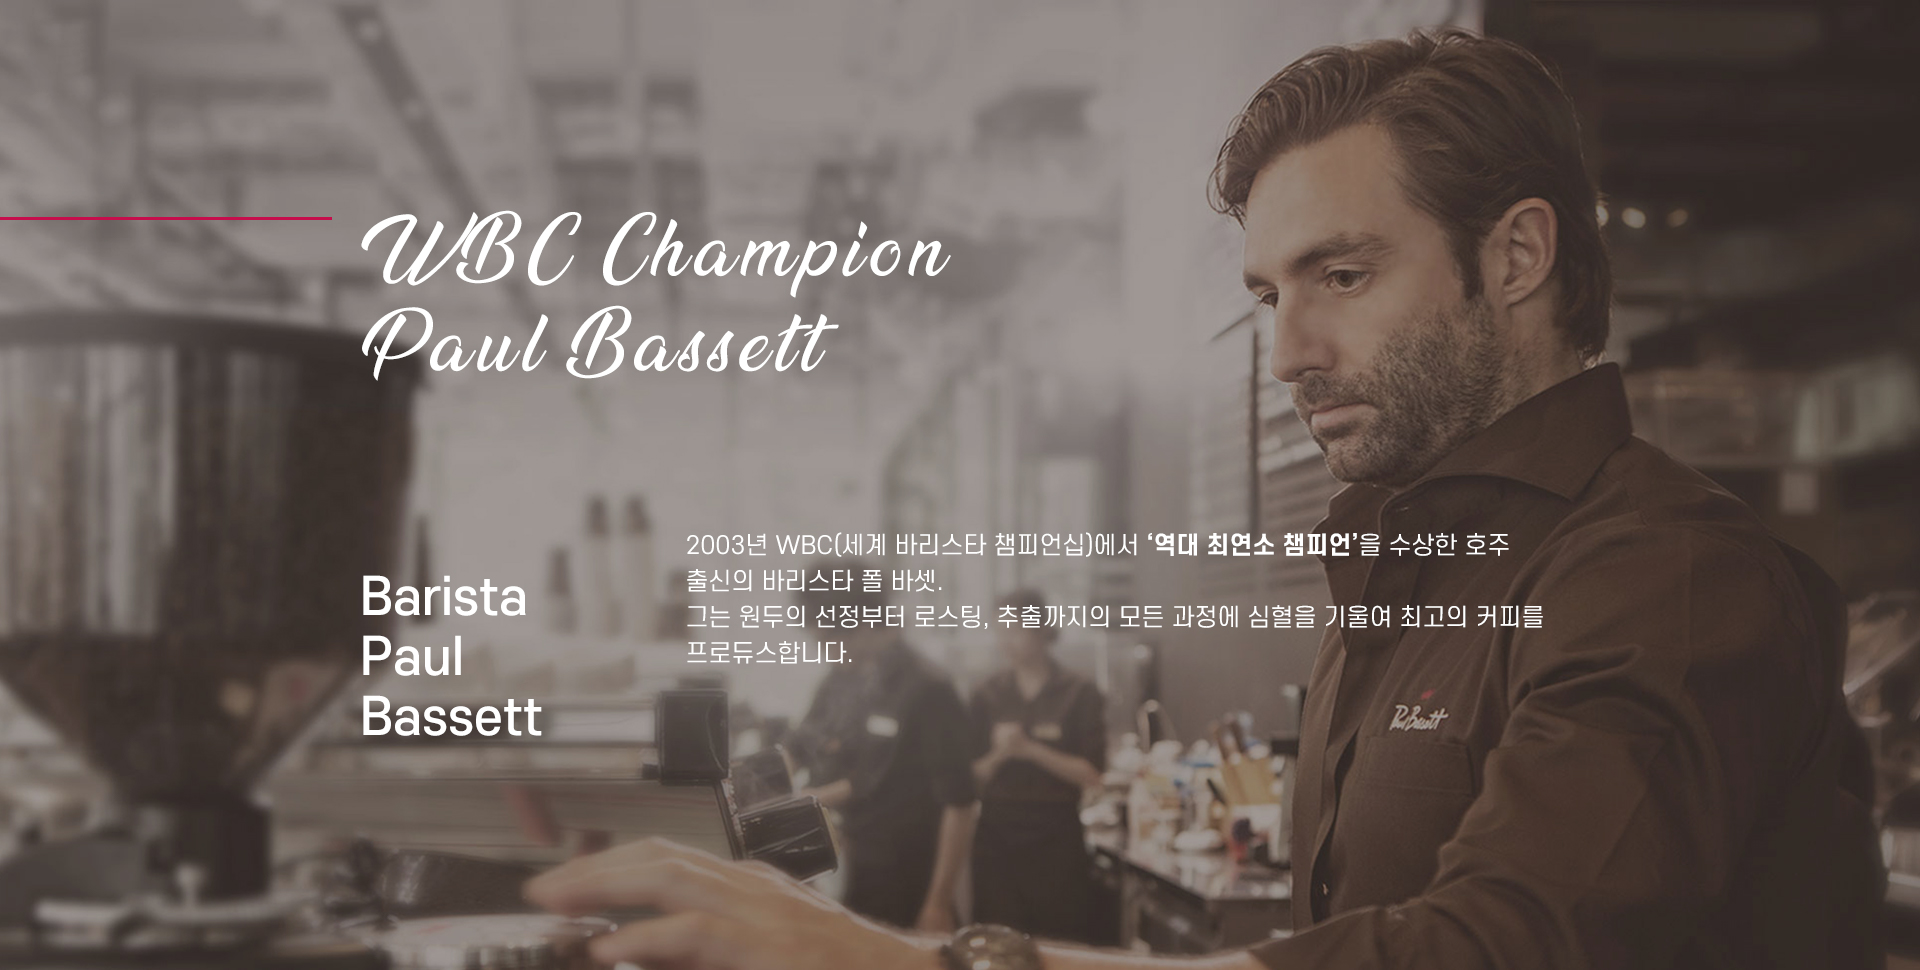 WBC Champion
Paul Bassett
Barista
Paul
Bassett
2003년 WBC(세계 바리스타 챔피언십)에서 ‘역대 최연소 챔피언’을 수상한 호주
출신의 바리스타 폴 바셋.
그는 원두의 선정부터 로스팅, 추출까지의 모든 과정에 심혈을 기울여 최고의 커피를
프로듀스합니다.
Paul Bassett